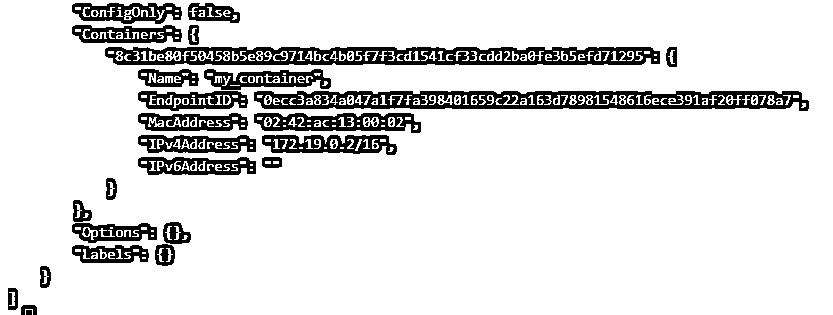 "ConfigOnly": false,
"Containers": {
"8c31be80f50458b5e89c9714bc4b05f7f3cd1541cf33cdd2ba0fe3b5efd71295": {
"Name": "my_container",
"EndpointID": "0ecc3a834a047a1f7fa398401659c22a163d78981548616ece391af20ff078a7",
"MacAddress": "02:42:ac:13:00:02",
"IPv4Address": "172.19.0.2/16",
"IPv6Address": ""
}
},
"Options": {},
"Labels": {}
}
]